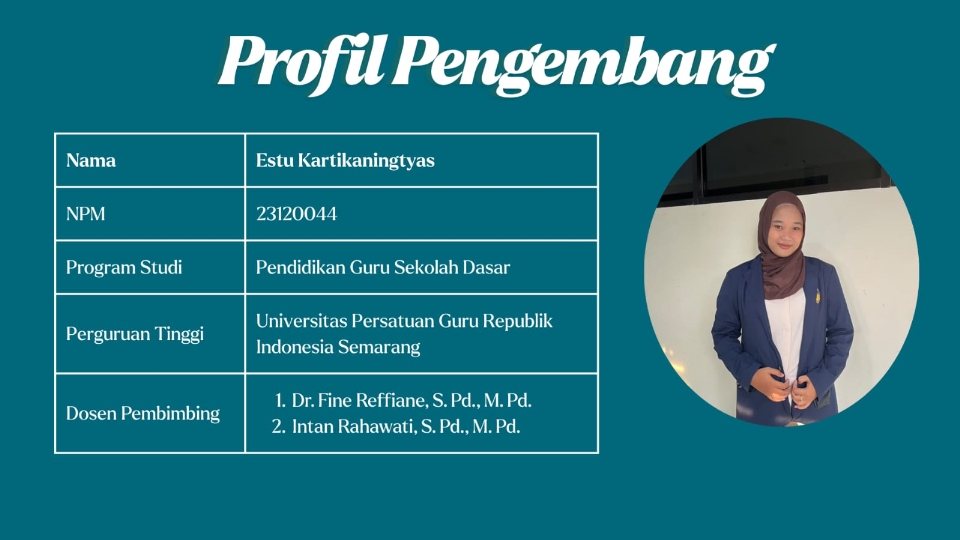 Profil Pengembang
Nama
Estu Kartikaningtyas
NPM
23120044
Program Studi
Pendidikan Guru Sekolah Dasar
Perguruan Tinggi
Universitas Persatuan Guru Republik
Indonesia Semarang
Dosen Pembimbing
1. Dr. Fine Reffiane, S. Pd., M. Pd.
2. Intan Rahawati, S. Pd., M. Pd.